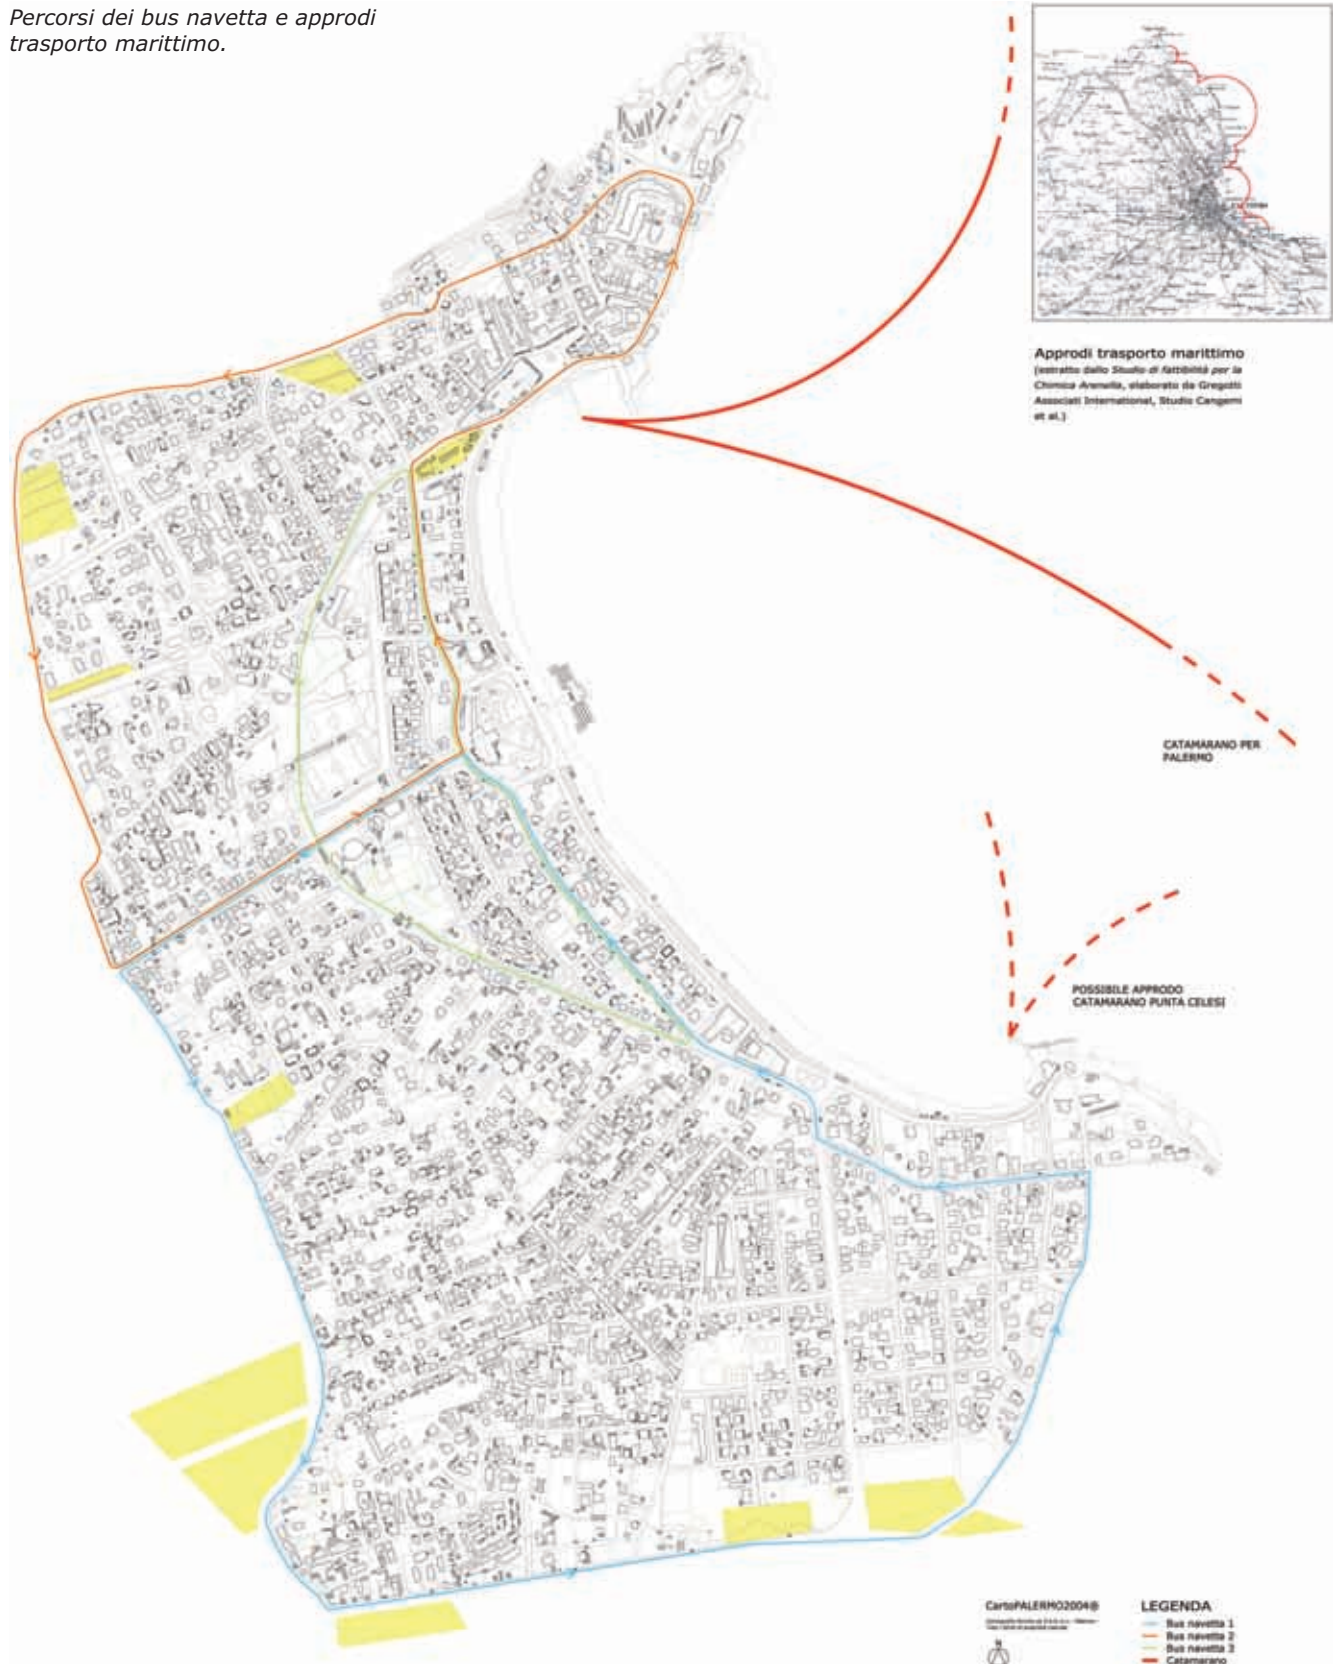 Percorsi dei bus navetta e approdi
trasporto marittimo.
Approdi trasporto marittimo
(estratto dallo Studio di fattibilità per la
Chimica Arenella, elaborato da Gregotti
Associati International, Studio Cangemi
et al.)
CATAMARANO PER
PALERMO
POSSIBILE APPRODO
CATAMARANO PUNTA CELESI
CartoPALERMO2004®
N
LEGENDA
Bus navetta 1
Bus navetta 2
Bus navetta 3
Catamarano